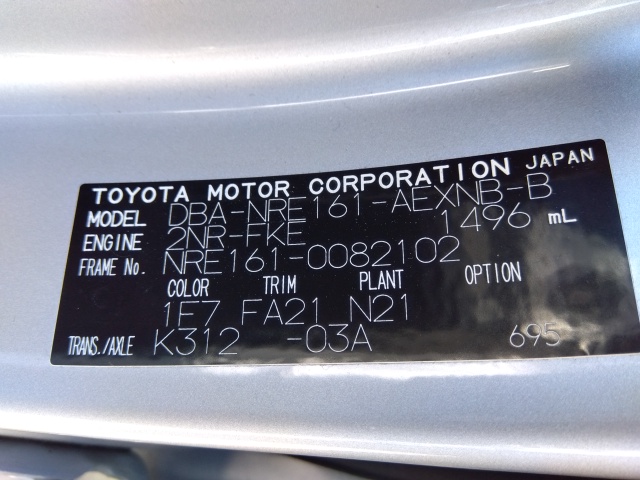 TOYOTA MOTOR CORPORATION JAPAN
MODEL DBA-NRE161-AEXNB-B
ENGINE 2NR-FKE 1496 mL
FRAME No. NRE161-0082102
COLOR TRIM PLANT OPTION
1E7 FA21 N21
TRANS./AXLE K312 -03A 695